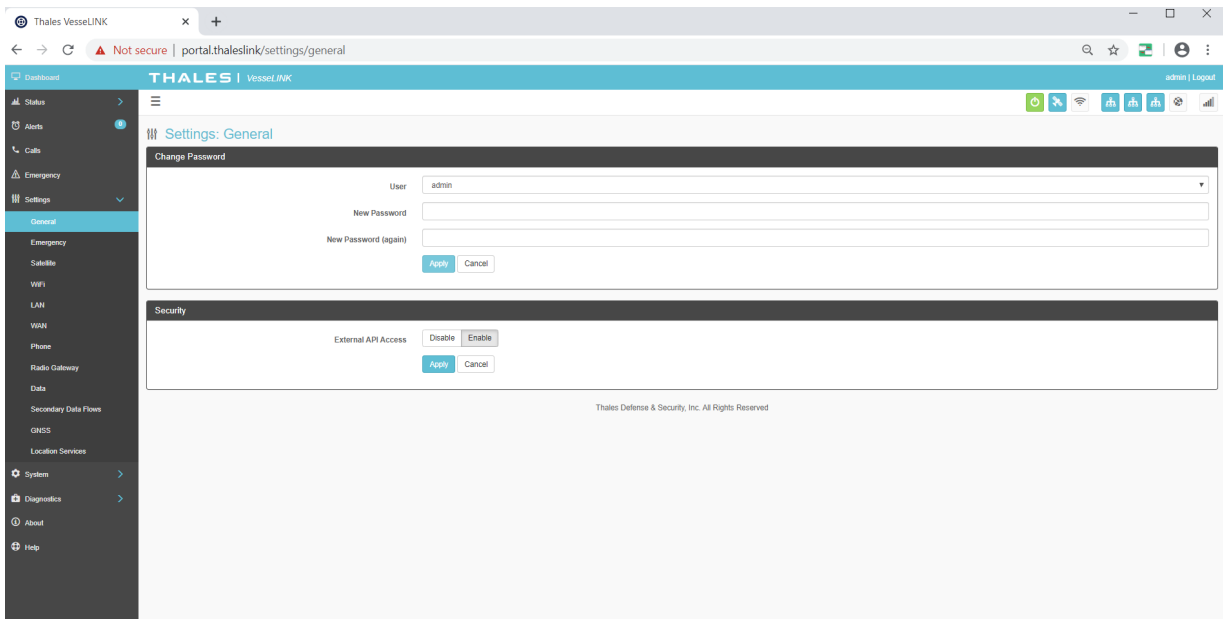 Thales VesseLINK
Not secure | portal.thaleslink/settings/general
Dashboard
THALES | VesseLINK
admin | Logout
Status
Alerts
0
Calls
Emergency
Settings
General
Emergency
Satellite
WiFi
LAN
WAN
Phone
Radio Gateway
Data
Secondary Data Flows
GNSS
Location Services
System
Diagnostics
About
Help
Settings: General
Change Password
User
admin
New Password
New Password (again)
Apply Cancel
Security
External API Access
Disable Enable
Apply Cancel
Thales Defense & Security, Inc. All Rights Reserved